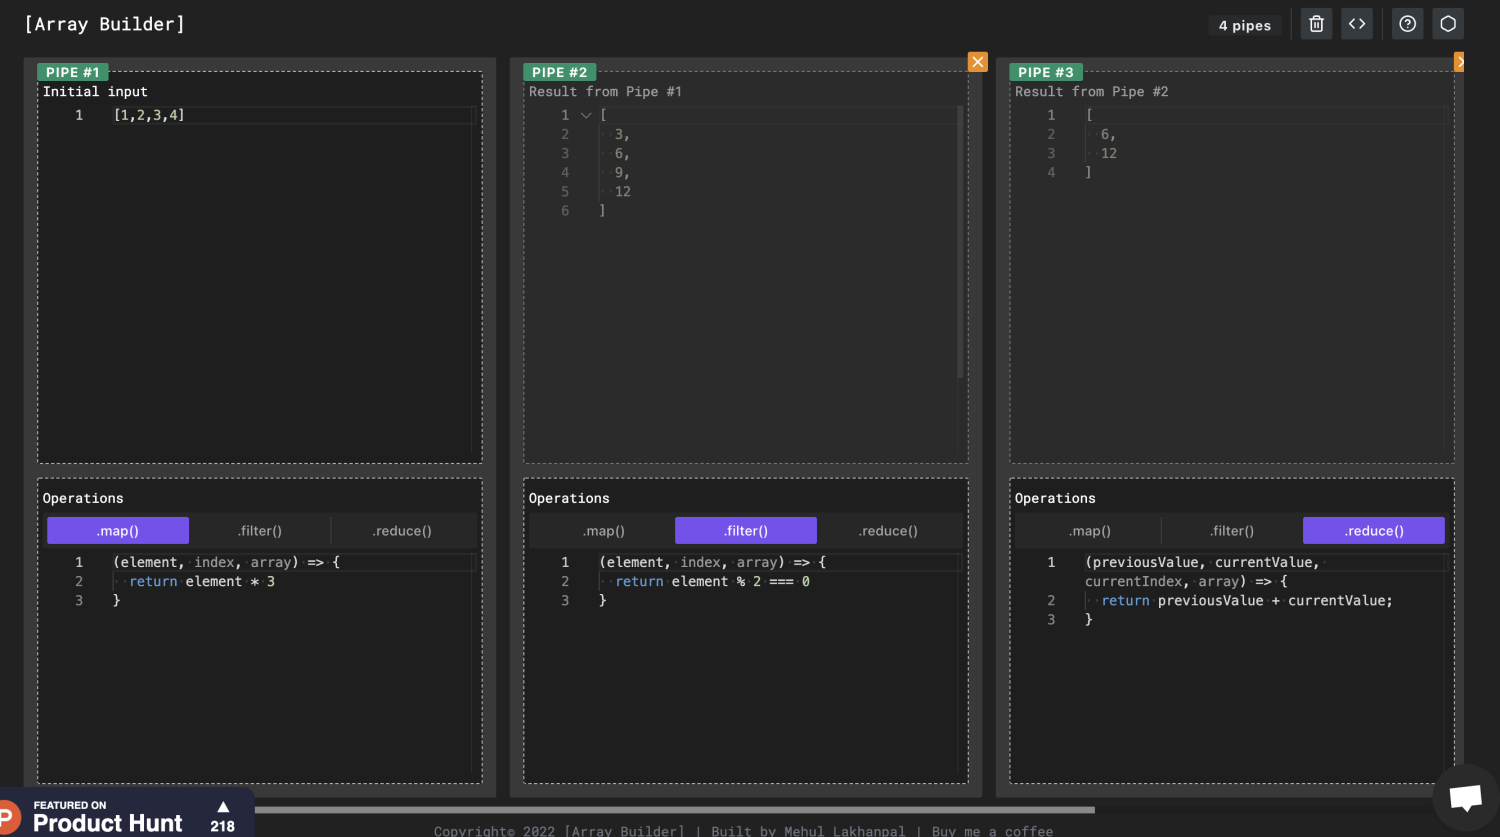 [Array Builder]
4 pipes
PIPE #1
Initial input
1 [1,2,3,4]
Operations
.map() .filter() .reduce()
1 (element, index, array) => {
2 return element * 3
3 }
PIPE #2
Result from Pipe #1
1 [
2 3,
3 6,
4 9,
5 12
6 ]
Operations
.map() .filter() .reduce()
1 (element, index, array) => {
2 return element % 2 === 0
3 }
PIPE #3
Result from Pipe #2
1 [
2 6,
3 12
4 ]
Operations
.map() .filter() .reduce()
1 (previousValue, currentValue,
currentIndex, array) => {
2 return previousValue + currentValue;
3 }
P
FEATURED ON
Product Hunt
▲
218
Copyright© 2022 [Array Builder] | Built by Mehul Lakhanpal | Buy me a coffee